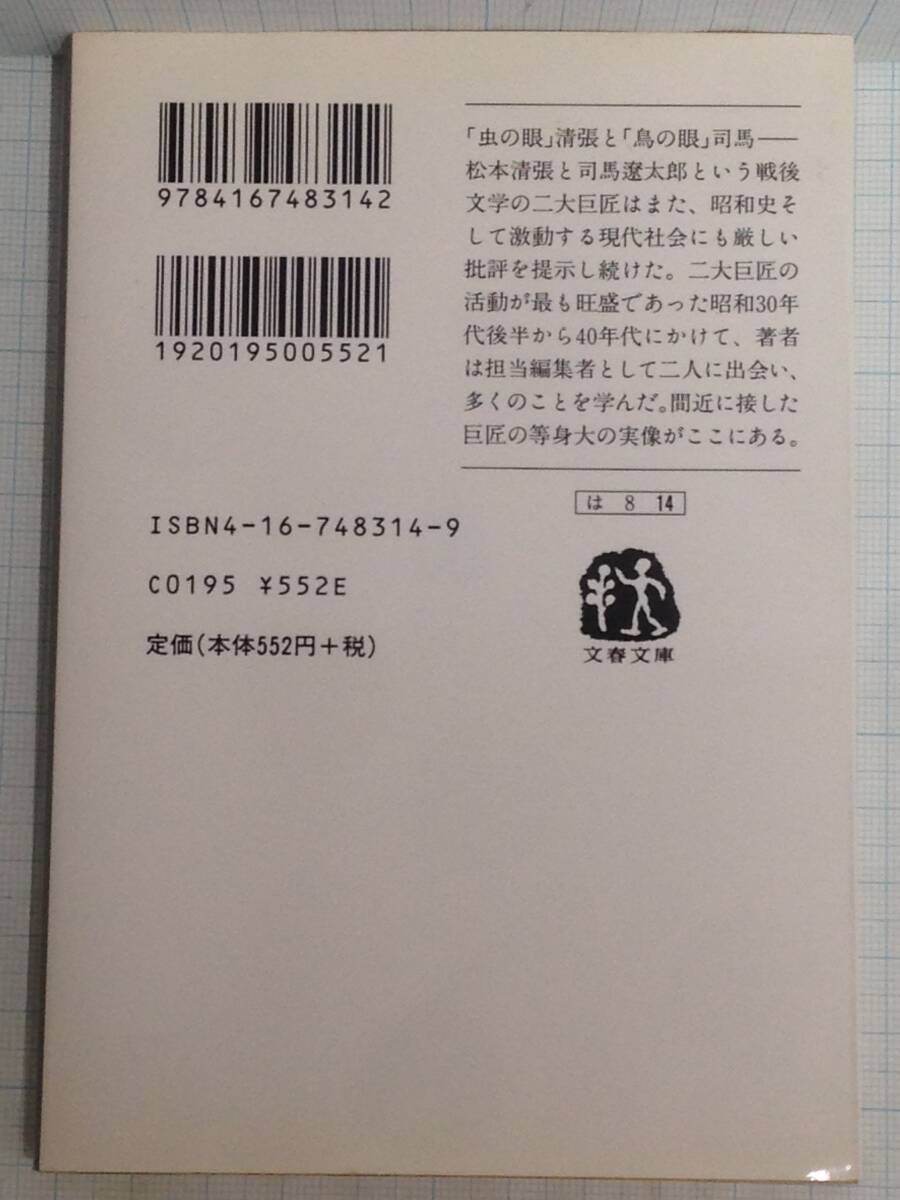 9784167483142
1920195005521
ISBN4-16-748314-9
C0195 ¥552E
定価(本体552円+税)
「虫の眼」清張と「鳥の眼」司馬――
松本清張と司馬遼太郎という戦後
文学の二大巨匠はまた、昭和史そ
して激動する現代社会にも厳しい
批評を提示し続けた。二大巨匠の
活動が最も旺盛であった昭和30年
代後半から40年代にかけて、著者
は担当編集者として二人に出会い、
多くのことを学んだ。間近に接した
巨匠の等身大の実像がここにある。
は 8 14
文春文庫